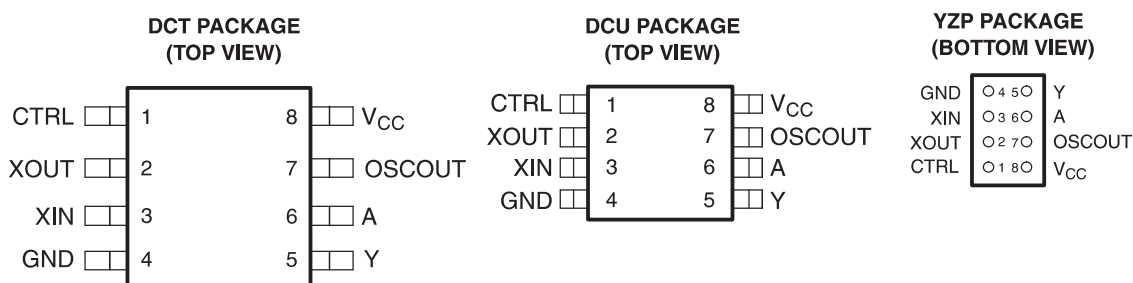 DCT PACKAGE
(TOP VIEW)
CTRL 1 8 VCC
XOUT 2 7 OSCOUT
XIN 3 6 A
GND 4 5 Y
DCU PACKAGE
(TOP VIEW)
CTRL 1 8 VCC
XOUT 2 7 OSCOUT
XIN 3 6 A
GND 4 5 Y
YZP PACKAGE
(BOTTOM VIEW)
GND 4 5 Y
XIN 3 6 A
XOUT 2 7 OSCOUT
CTRL 1 8 VCC